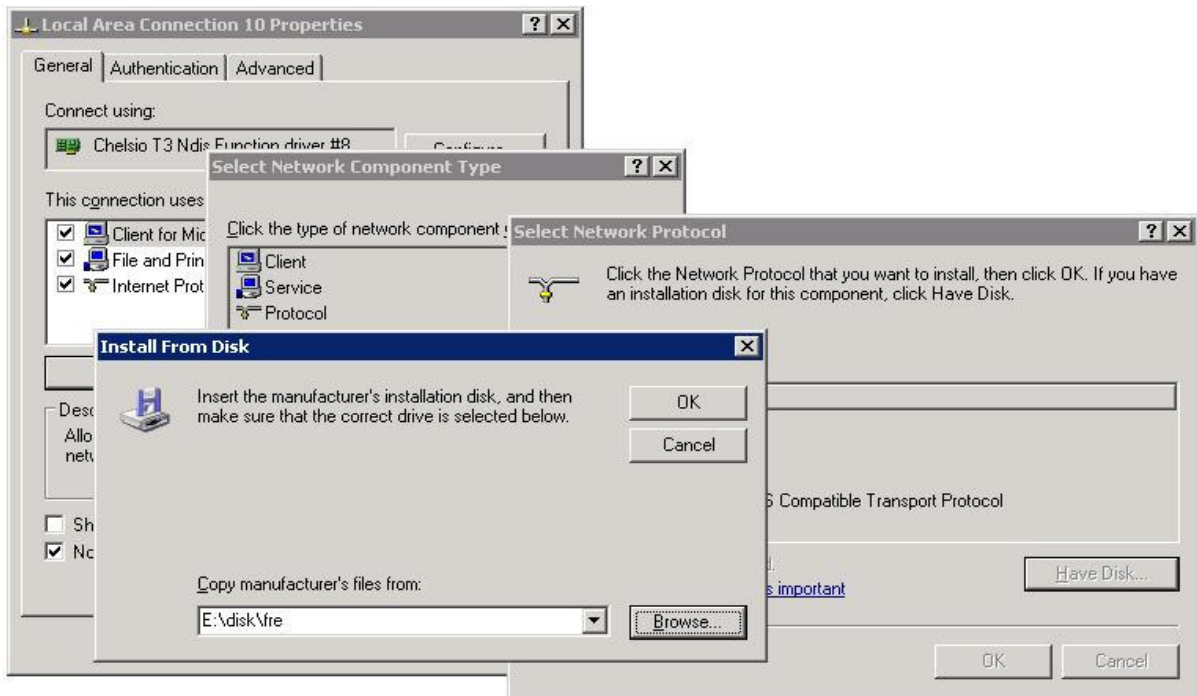 Local Area Connection 10 Properties
General
Authentication
Advanced
Connect using:
Chelsio T3 Ndis Function driver #8
Configure
This connection uses
Client for Mic
File and Prin
Internet Prot
Desc
Allo
netw
Sh
No
Select Network Component Type
Click the type of network component
Client
Service
Protocol
Select Network Protocol
Click the Network Protocol that you want to install, then click OK. If you have
an installation disk for this component, click Have Disk.
S Compatible Transport Protocol
d.
s important
Have Disk...
OK
Cancel
Install From Disk
Insert the manufacturer's installation disk, and then
make sure that the correct drive is selected below.
OK
Cancel
Copy manufacturer's files from:
E:\disk\fre
Browse...